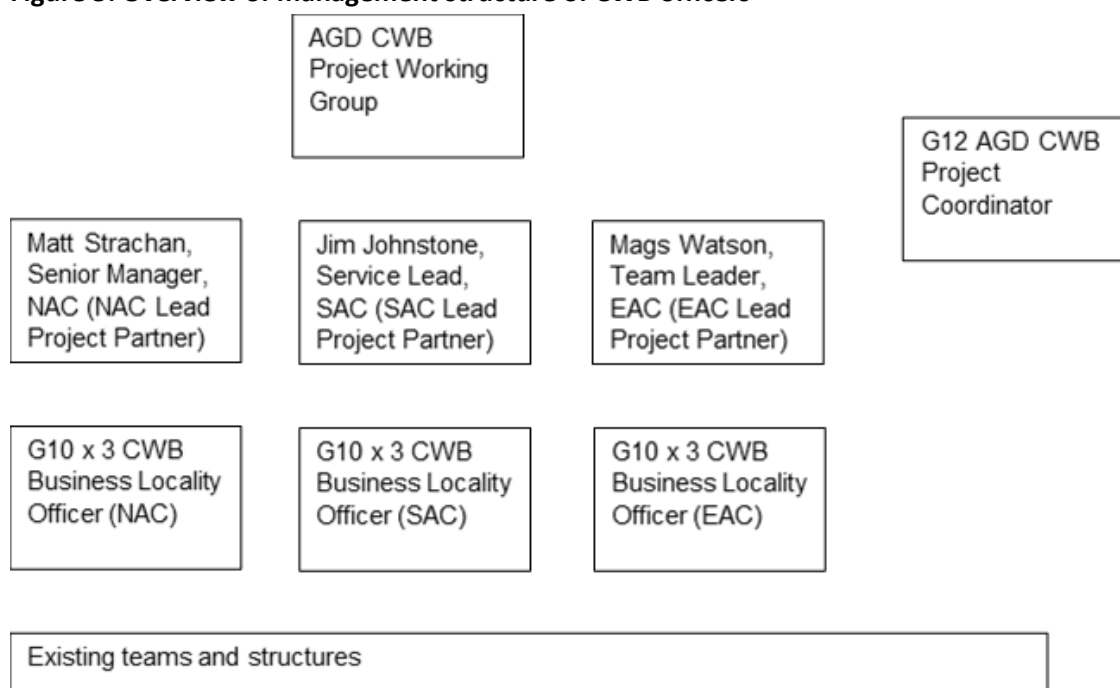 Figure 3: Overview of management structure of CWB officers
AGD CWB
Project Working
Group
G12 AGD CWB
Project
Coordinator
Matt Strachan,
Senior Manager,
NAC (NAC Lead
Project Partner)
Jim Johnstone,
Service Lead,
SAC (SAC Lead
Project Partner)
Mags Watson,
Team Leader,
EAC (EAC Lead
Project Partner)
G10 x 3 CWB
Business Locality
Officer (NAC)
G10 x 3 CWB
Business Locality
Officer (SAC)
G10 x 3 CWB
Business Locality
Officer (EAC)
Existing teams and structures